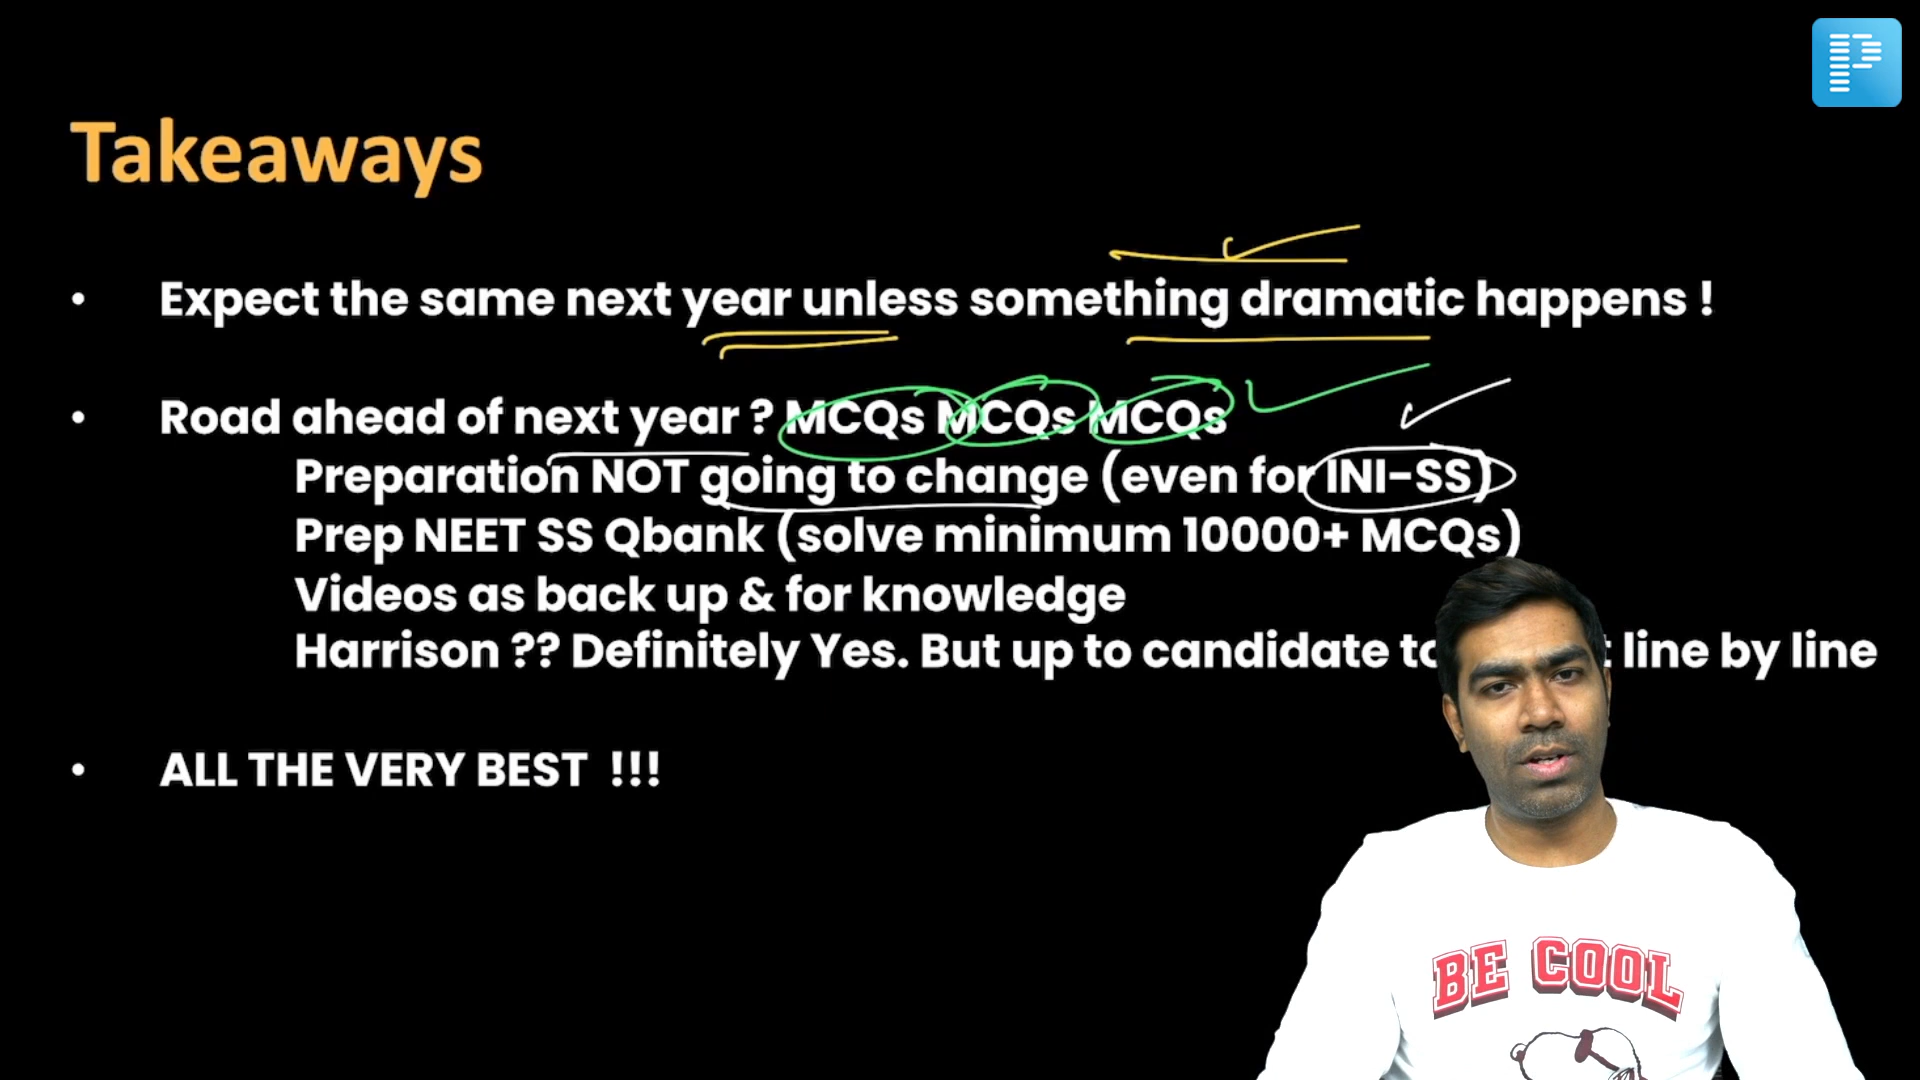 Takeaways
• Expect the same next year unless something dramatic happens !
• Road ahead of next year ? MCQs MCQs MCQs
Preparation NOT going to change (even for INI-SS)
Prep NEET SS Qbank (solve minimum 10000+ MCQs)
Videos as back up & for knowledge
Harrison ?? Definitely Yes. But up to candidate line by line
• ALL THE VERY BEST !!!
BE COOL